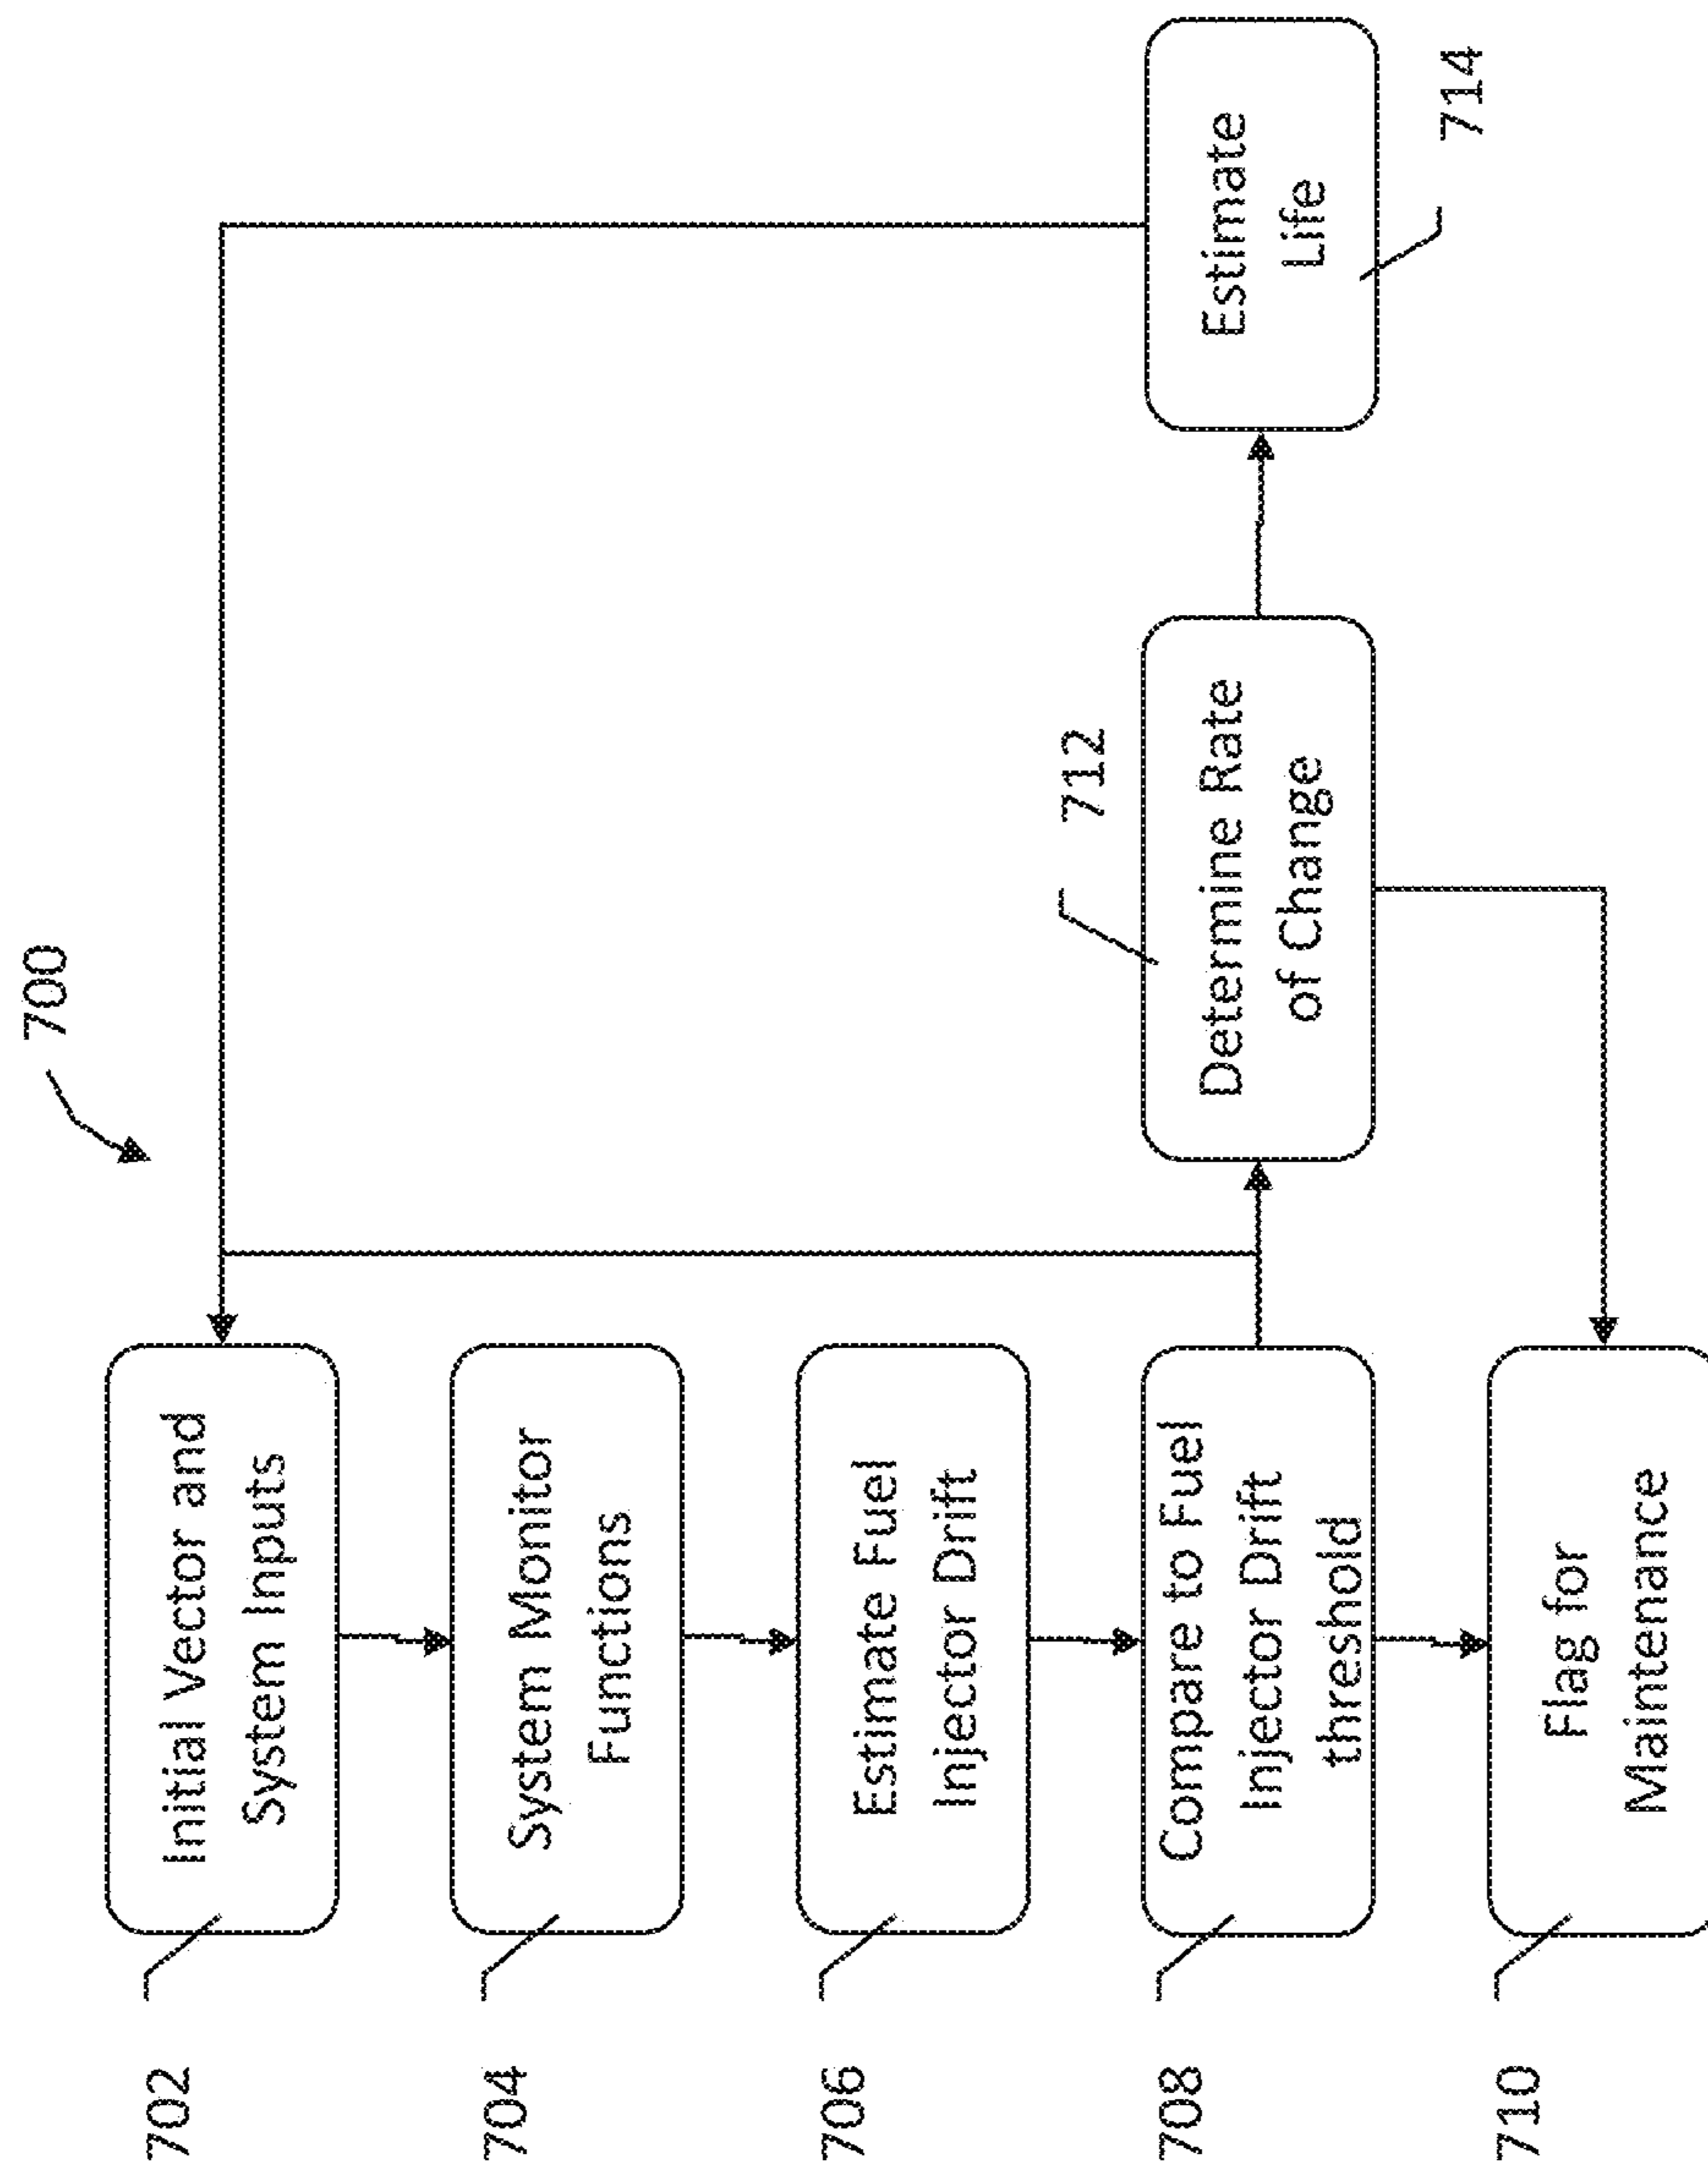 700
702
Initial Vector and
System Inputs
704
System Monitor
Functions
706
Estimate Fuel
Injector Drift
708
Compare to Fuel
Injector Drift
threshold
712
Determine Rate
of Change
Estimate
Life
714
710
Flag for
Maintenance